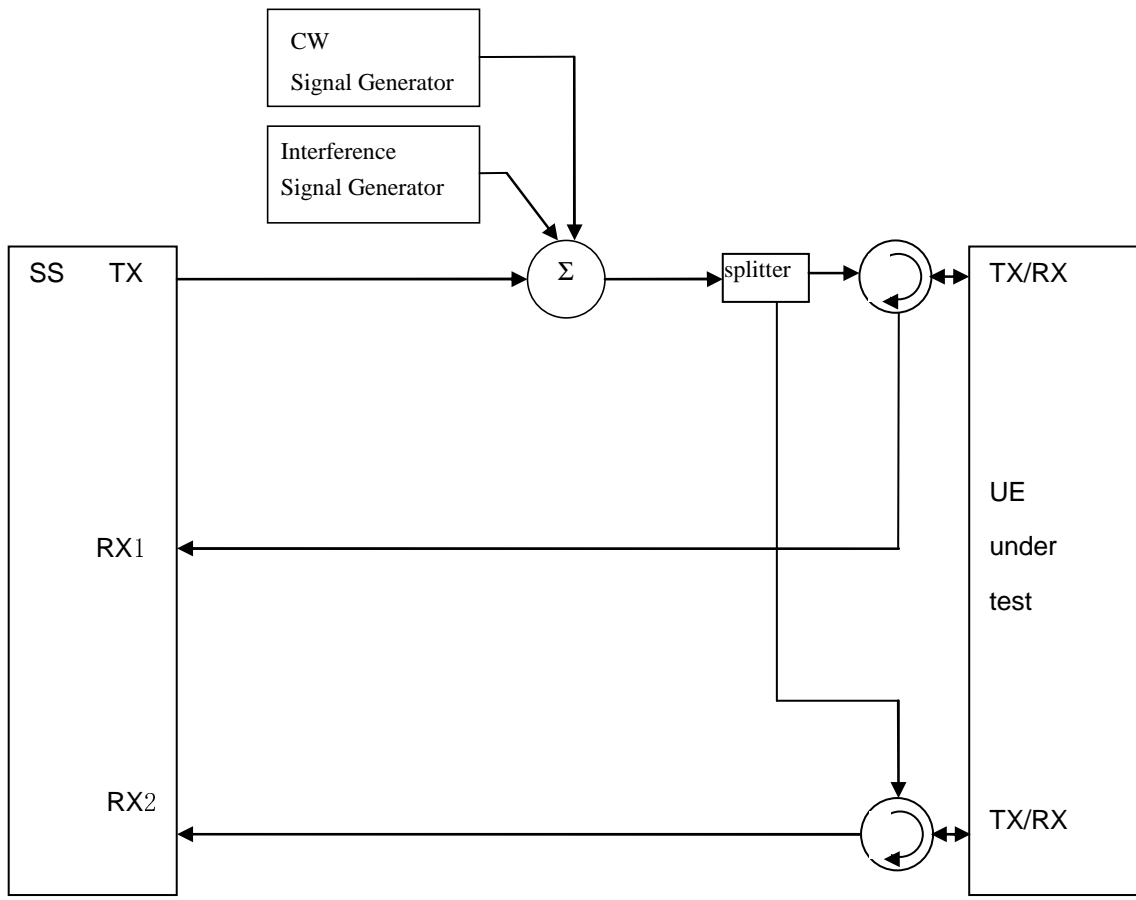 CW
Signal Generator
Interference
Signal Generator
SS TX
Σ
splitter
TX/RX
RX1
UE
under
test
RX2
TX/RX